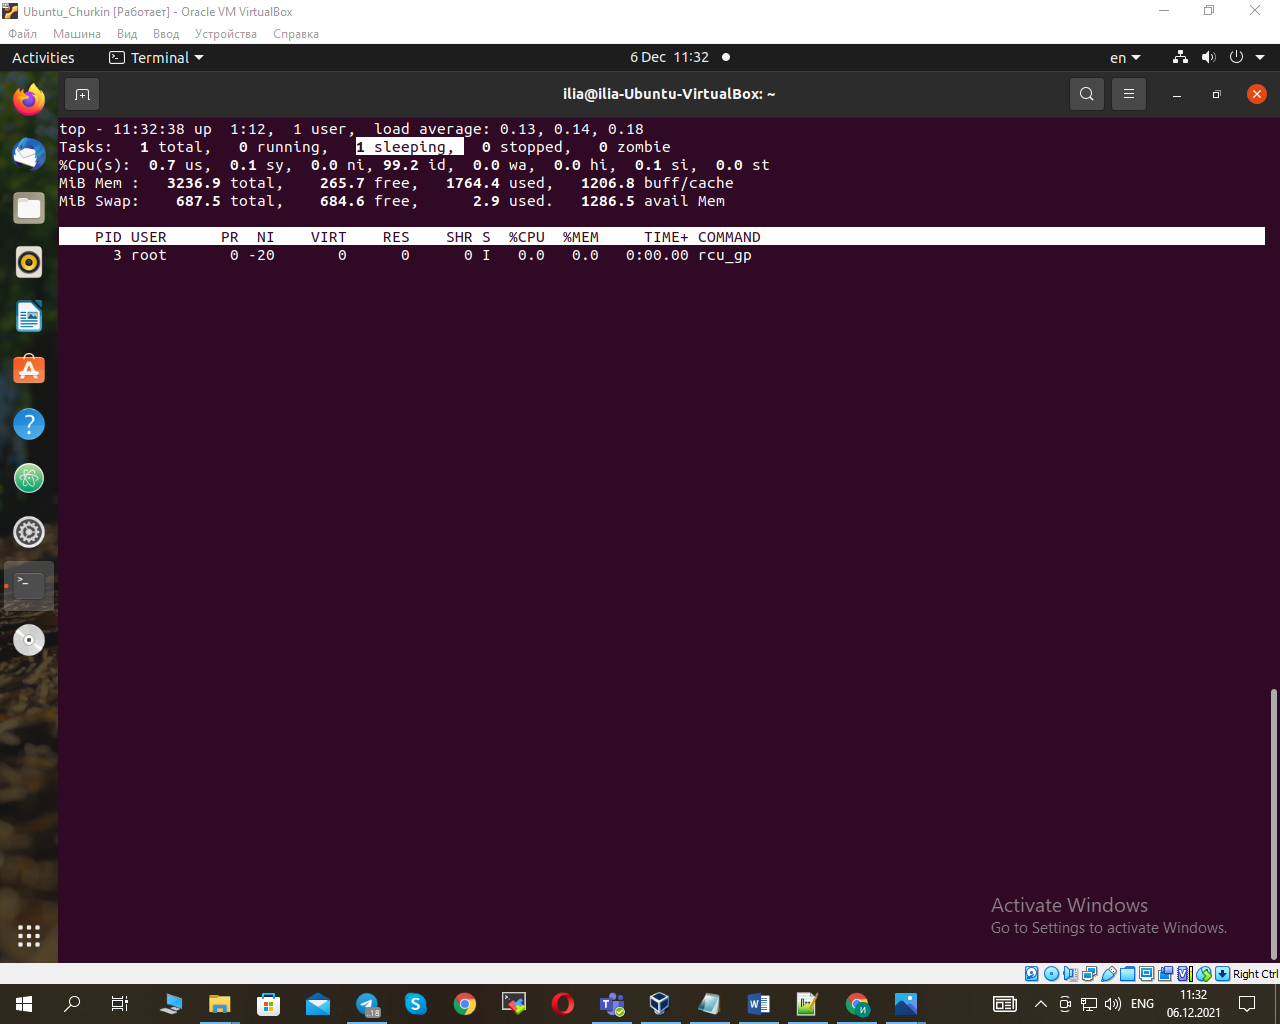 Ubuntu_Churkin [Работает] - Oracle VM VirtualBox
Файл Машина Вид Ввод Устройства Справка
Activities Terminal 6 Dec 11:32 en
ilia@ilia-Ubuntu-VirtualBox: ~
top - 11:32:38 up 1:12, 1 user, load average: 0.13, 0.14, 0.18
Tasks: 1 total, 0 running, 1 sleeping, 0 stopped, 0 zombie
%Cpu(s): 0.7 us, 0.1 sy, 0.0 ni, 99.2 id, 0.0 wa, 0.0 hi, 0.1 si, 0.0 st
MiB Mem : 3236.9 total, 265.7 free, 1764.4 used, 1206.8 buff/cache
MiB Swap: 687.5 total, 684.6 free, 2.9 used. 1286.5 avail Mem
PID USER PR NI VIRT RES SHR S %CPU %MEM TIME+ COMMAND
3 root 0 -20 0 0 0 I 0.0 0.0 0:00.00 rcu_gp
Activate Windows
Go to Settings to activate Windows.
Right Ctrl
ENG
11:32
06.12.2021